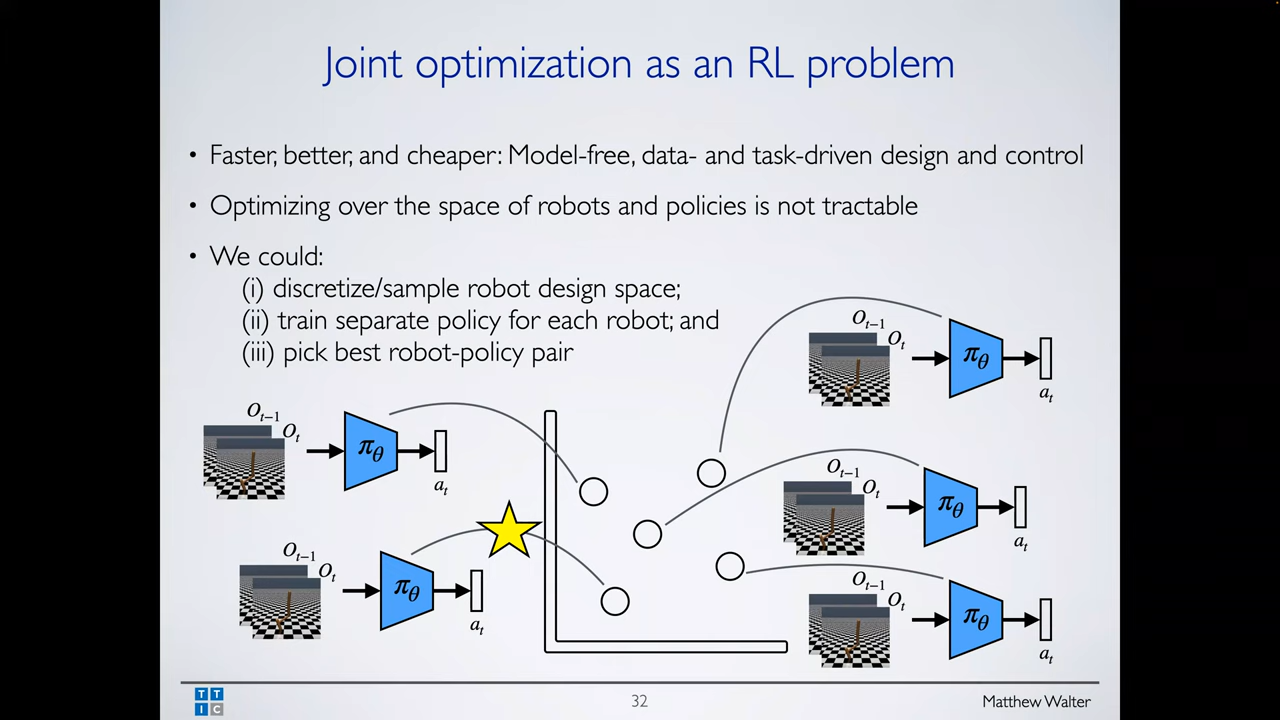 Joint optimization as an RL problem
• Faster, better, and cheaper: Model-free, data- and task-driven design and control
• Optimizing over the space of robots and policies is not tractable
• We could:
(i) discretize/sample robot design space;
(ii) train separate policy for each robot; and
(iii) pick best robot-policy pair
O_{t−1}
O_t
π_θ
a_t
O_{t−1}
O_t
π_θ
a_t
O_{t−1}
O_t
π_θ
a_t
O_{t−1}
O_t
π_θ
a_t
O_{t−1}
O_t
π_θ
a_t
TTIC
32
Matthew Walter